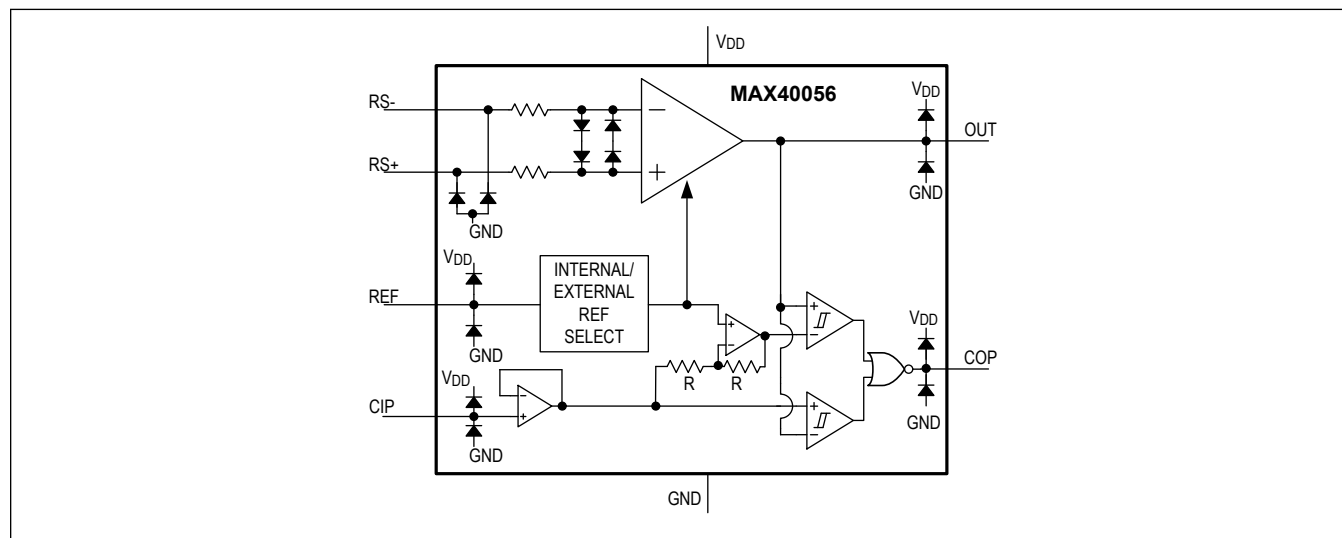 VDD
MAX40056
RS-
VDD
OUT
RS+
GND
GND
VDD
INTERNAL/
EXTERNAL
REF
SELECT
REF
GND
VDD
COP
R
R
VDD
CIP
GND
GND
GND